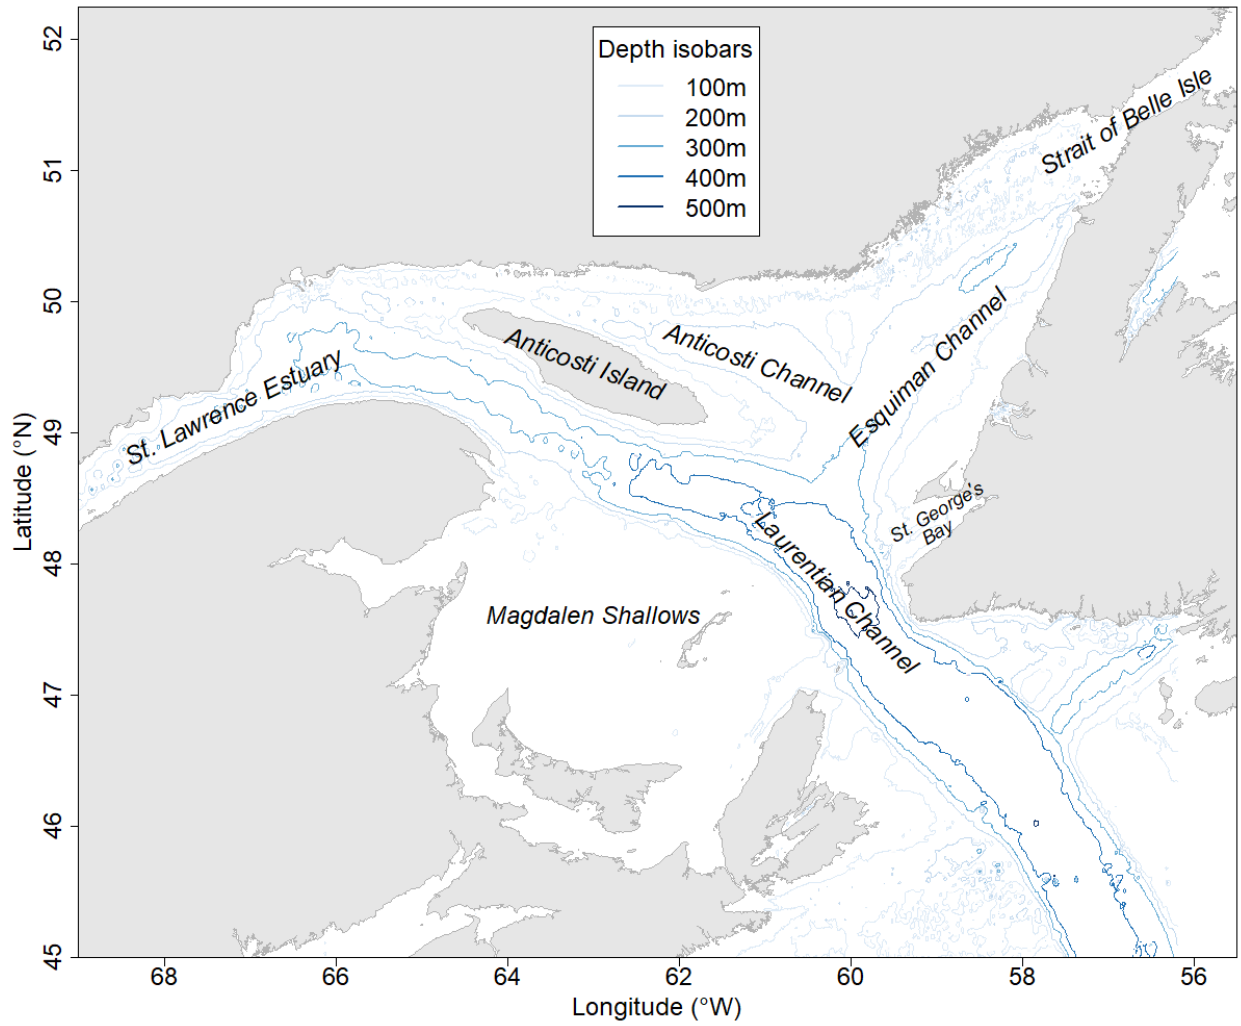 Depth isobars
100m
200m
300m
400m
500m
Strait of Belle Isle
Anticosti Island
Anticosti Channel
Esquiman Channel
St. Lawrence Estuary
St. George's
Bay
Laurentian Channel
Magdalen Shallows
52
51
50
49
48
47
46
45
Latitude (°N)
68
66
64
62
60
58
56
Longitude (°W)